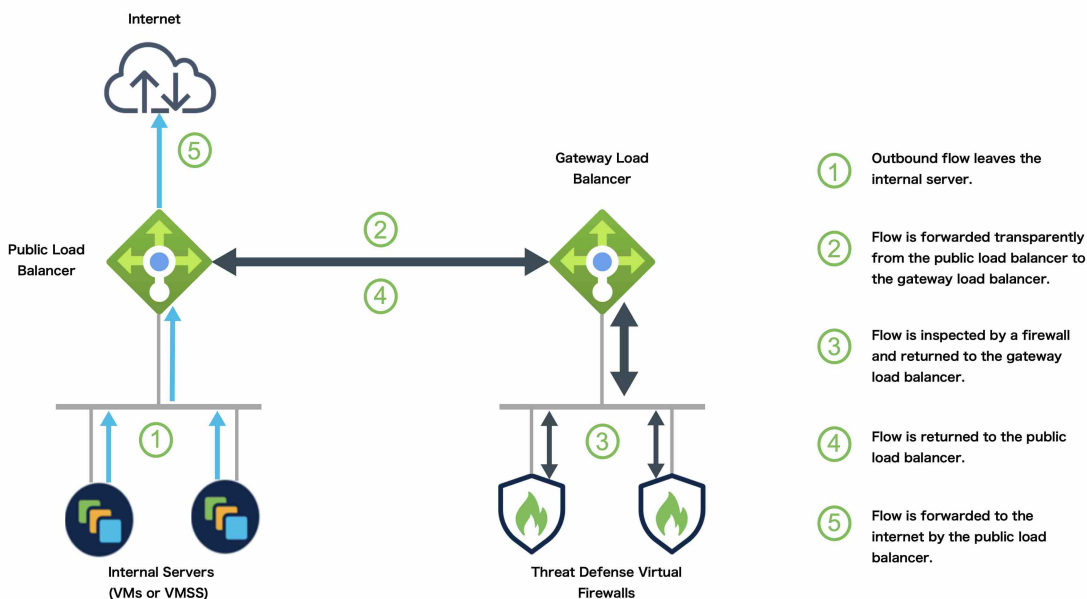 Internet
5
Gateway Load
Balancer
Public Load
Balancer
2
4
1
3
Internal Servers
(VMs or VMSS)
Threat Defense Virtual
Firewalls
1
Outbound flow leaves the
internal server.
2
Flow is forwarded transparently
from the public load balancer to
the gateway load balancer.
3
Flow is inspected by a firewall
and returned to the gateway
load balancer.
4
Flow is returned to the public
load balancer.
5
Flow is forwarded to the
internet by the public load
balancer.